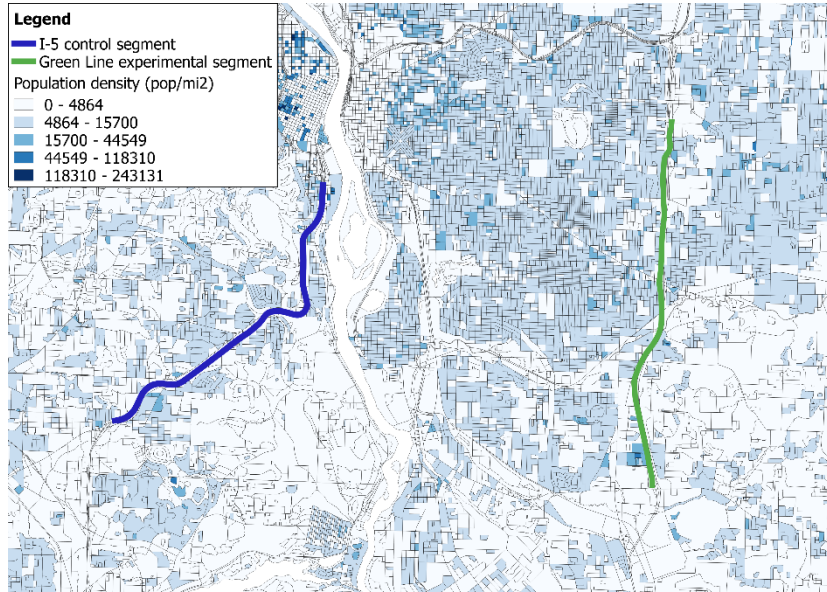 Legend
I-5 control segment
Green Line experimental segment
Population density (pop/mi2)
0 - 4864
4864 - 15700
15700 - 44549
44549 - 118310
118310 - 243131